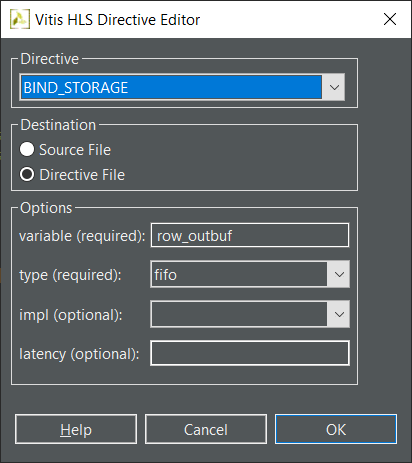 Vitis HLS Directive Editor
Directive
BIND_STORAGE
Destination
Source File
Directive File
Options
variable (required): row_outbuf
type (required): fifo
impl (optional):
latency (optional):
Help Cancel OK